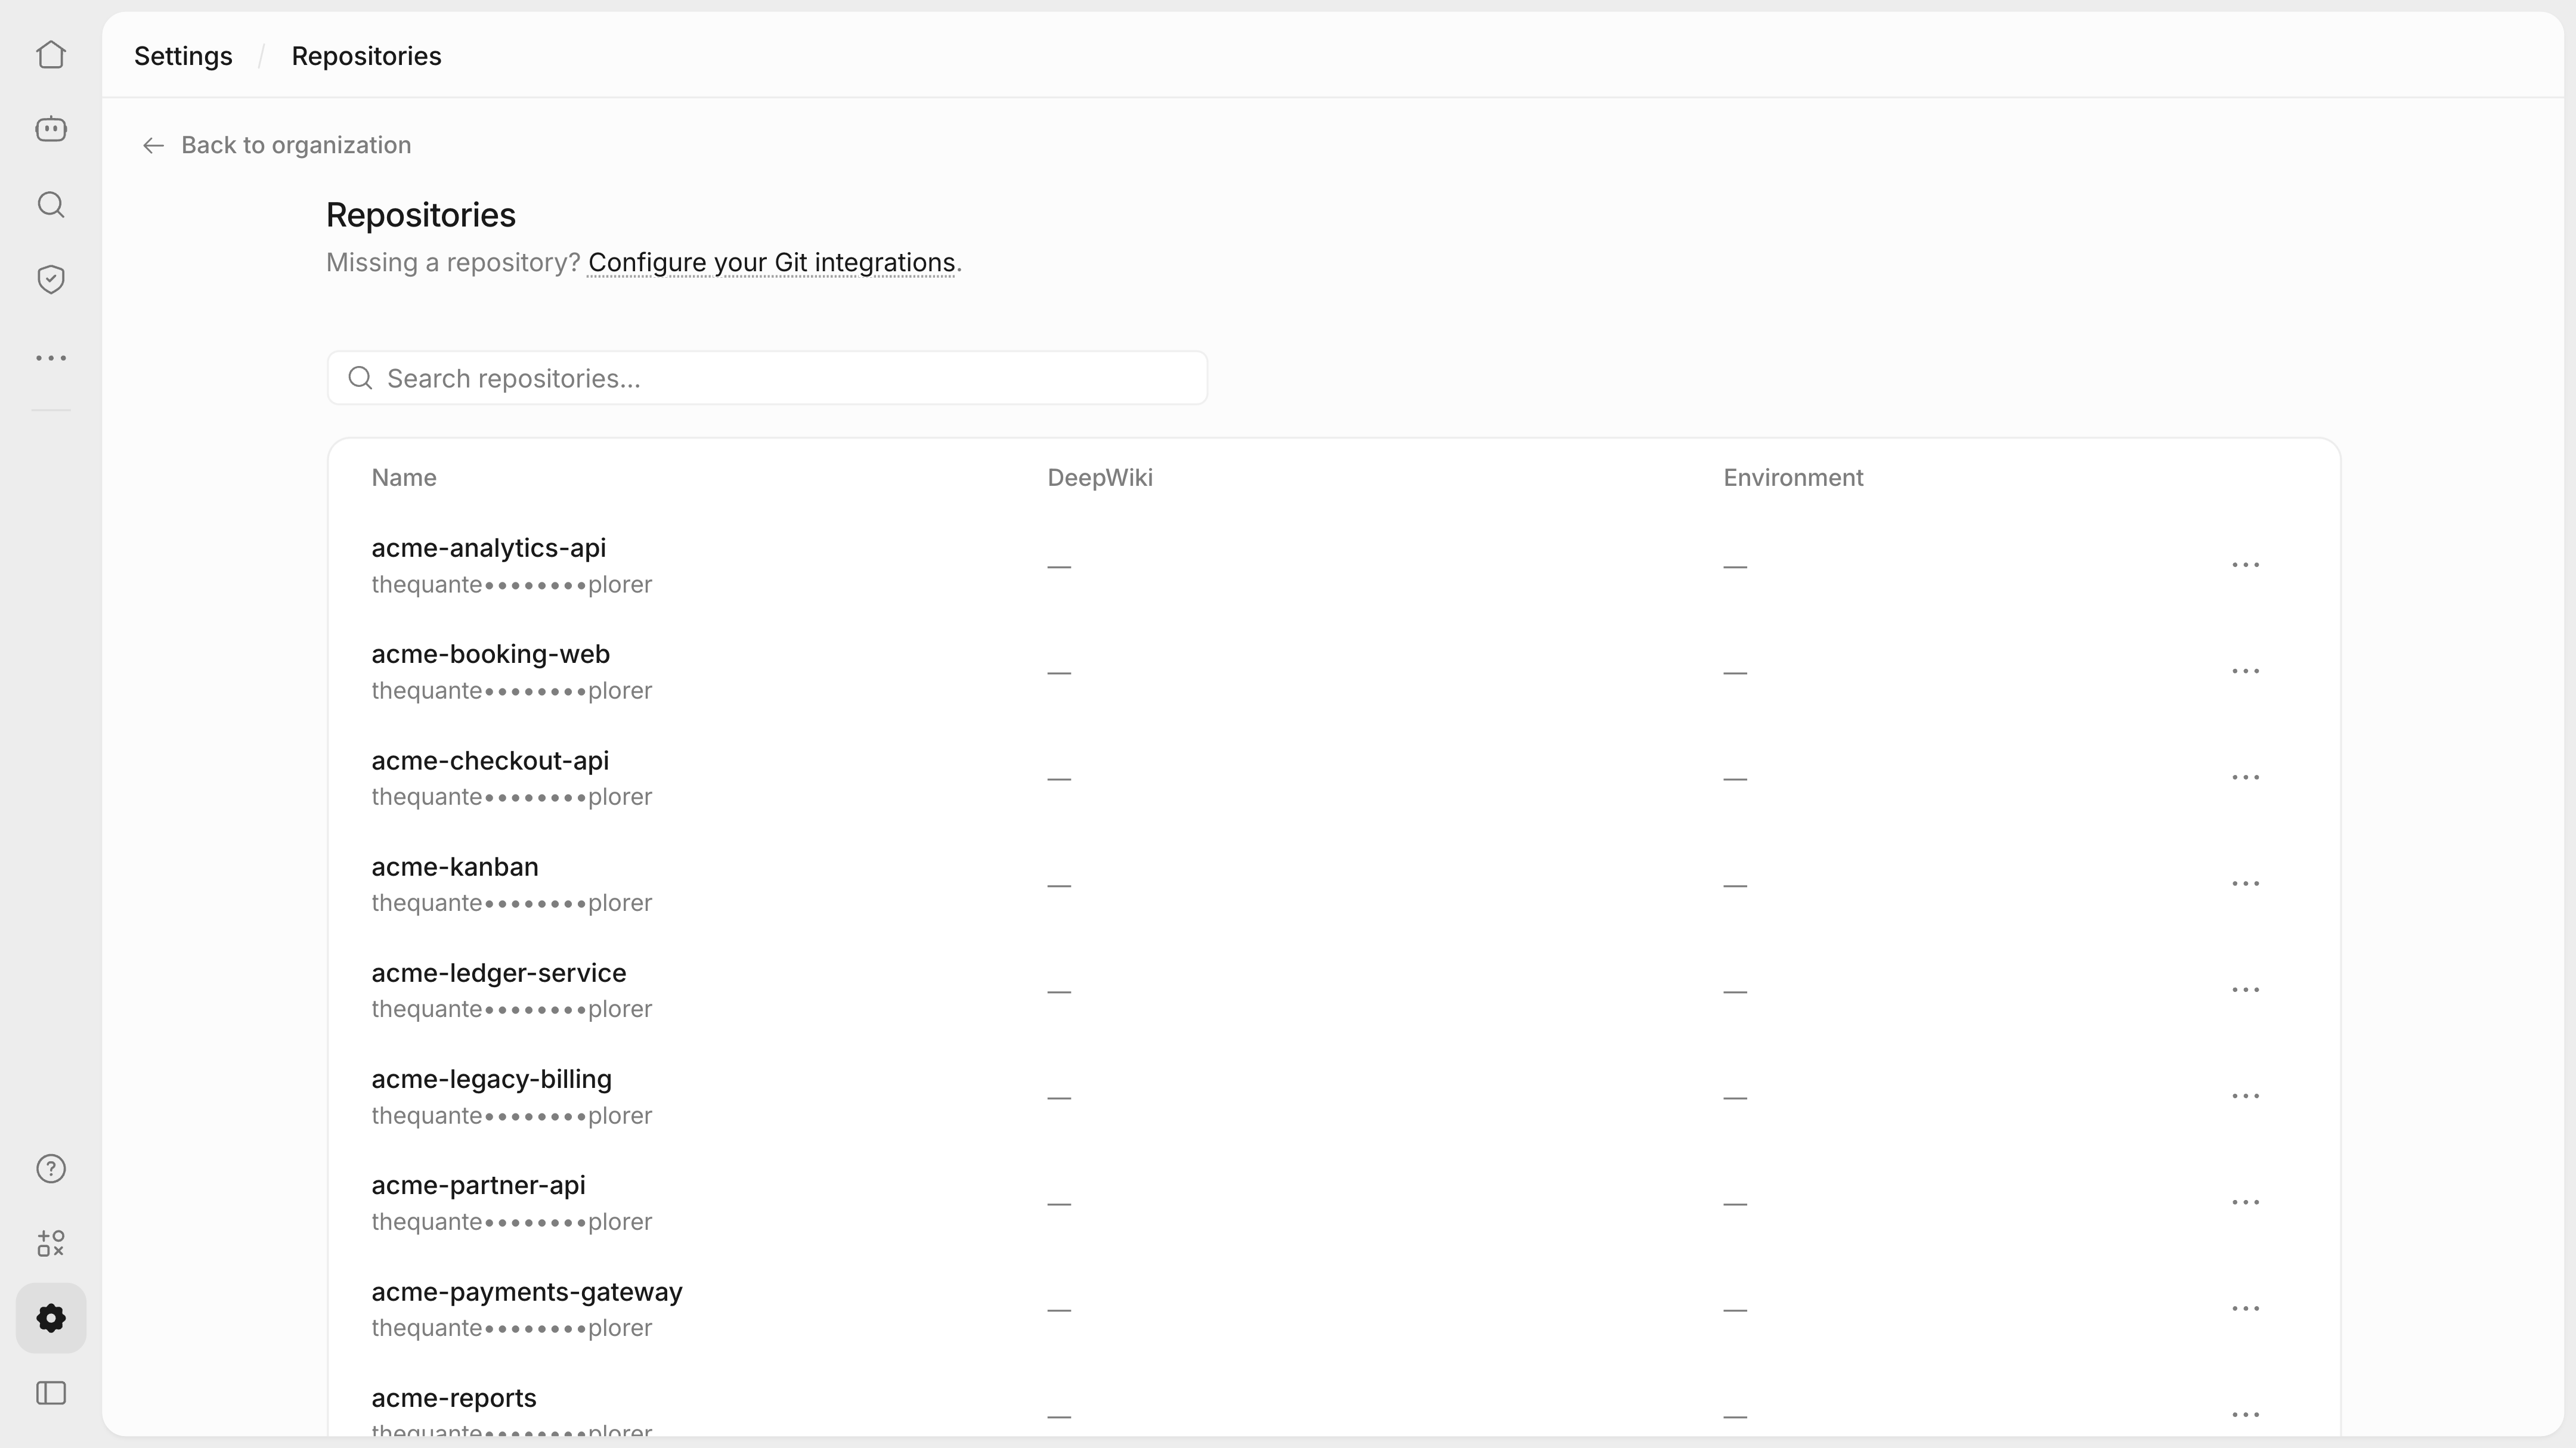 Settings / Repositories
Back to organization
Repositories
Missing a repository? Configure your Git integrations.
Search repositories...
Name DeepWiki Environment
acme-analytics-api
thequante••••••••plorer
— —
acme-booking-web
thequante••••••••plorer
— —
acme-checkout-api
thequante••••••••plorer
— —
acme-kanban
thequante••••••••plorer
— —
acme-ledger-service
thequante••••••••plorer
— —
acme-legacy-billing
thequante••••••••plorer
— —
acme-partner-api
thequante••••••••plorer
— —
acme-payments-gateway
thequante••••••••plorer
— —
acme-reports
thequante••••••••plorer
— —